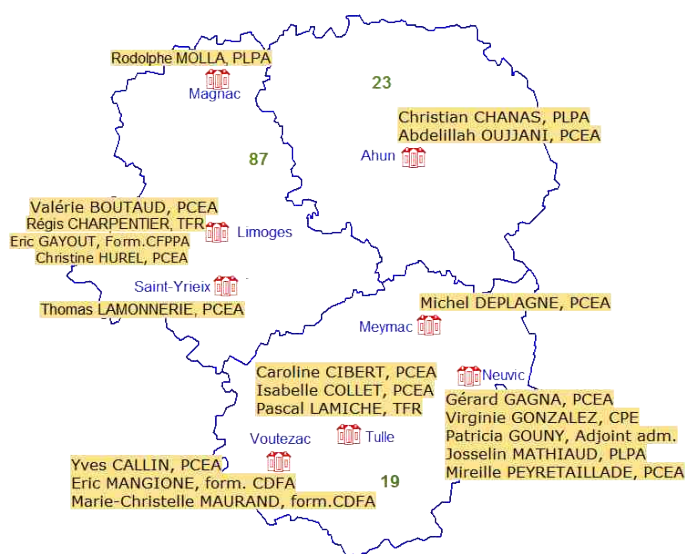 Rodolphe MOLLA, PLPA
Magnac
23
Christian CHANAS, PLPA
Abdelillah OUJJANI, PCEA
Ahun
87
Valérie BOUTAUD, PCEA
Régis CHARPENTIER, TFR
Eric GAYOUT, Form.CFPPA
Christine HUREL, PCEA
Limoges
Saint-Yrieix
Thomas LAMONNERIE, PCEA
Michel DEPLAGNE, PCEA
Meymac
Caroline CIBERT, PCEA
Isabelle COLLET, PCEA
Pascal LAMICHE, TFR
Neuvic
Gérard GAGNA, PCEA
Virginie GONZALEZ, CPE
Patricia GOUNY, Adjoint adm.
Josselin MATHIAUD, PLPA
Mireille PEYRETAILLADE, PCEA
Voutezac
Tulle
Yves CALLIN, PCEA
Eric MANGIONE, form. CDFA
Marie-Christelle MAURAND, form.CDFA
19